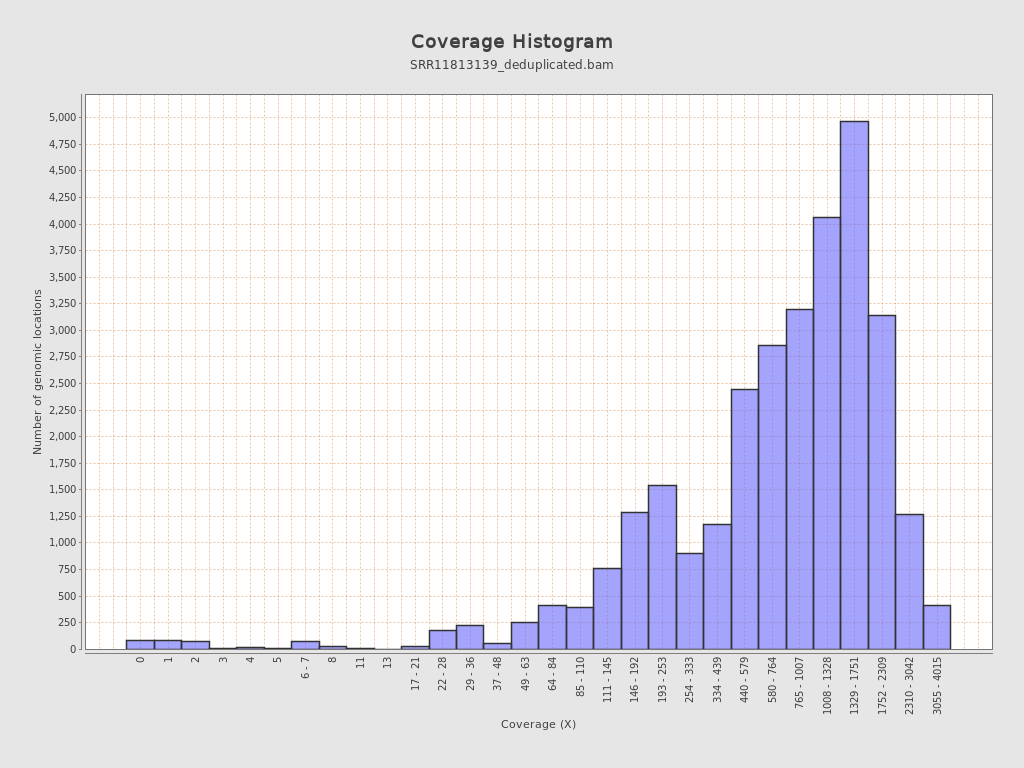 Coverage Histogram
SRR11813139_deduplicated.bam
Number of genomic locations
5,000
4,750
4,500
4,250
4,000
3,750
3,500
3,250
3,000
2,750
2,500
2,250
2,000
1,750
1,500
1,250
1,000
750
500
250
0
0
1
2
3
4
5
6 - 7
8
11
13
17 - 21
22 - 28
29 - 36
37 - 48
49 - 63
64 - 84
85 - 110
111 - 145
146 - 192
193 - 253
254 - 333
334 - 439
440 - 579
580 - 764
765 - 1007
1008 - 1328
1329 - 1751
1752 - 2309
2310 - 3042
3055 - 4015
Coverage (X)